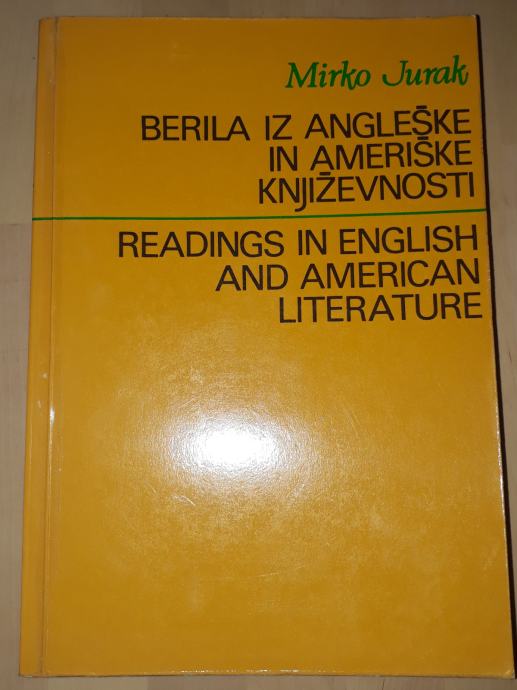 Mirko Jurak
BERILA IZ ANGLEŠKE
IN AMERIŠKE
KNJIŽEVNOSTI
READINGS IN ENGLISH
AND AMERICAN
LITERATURE